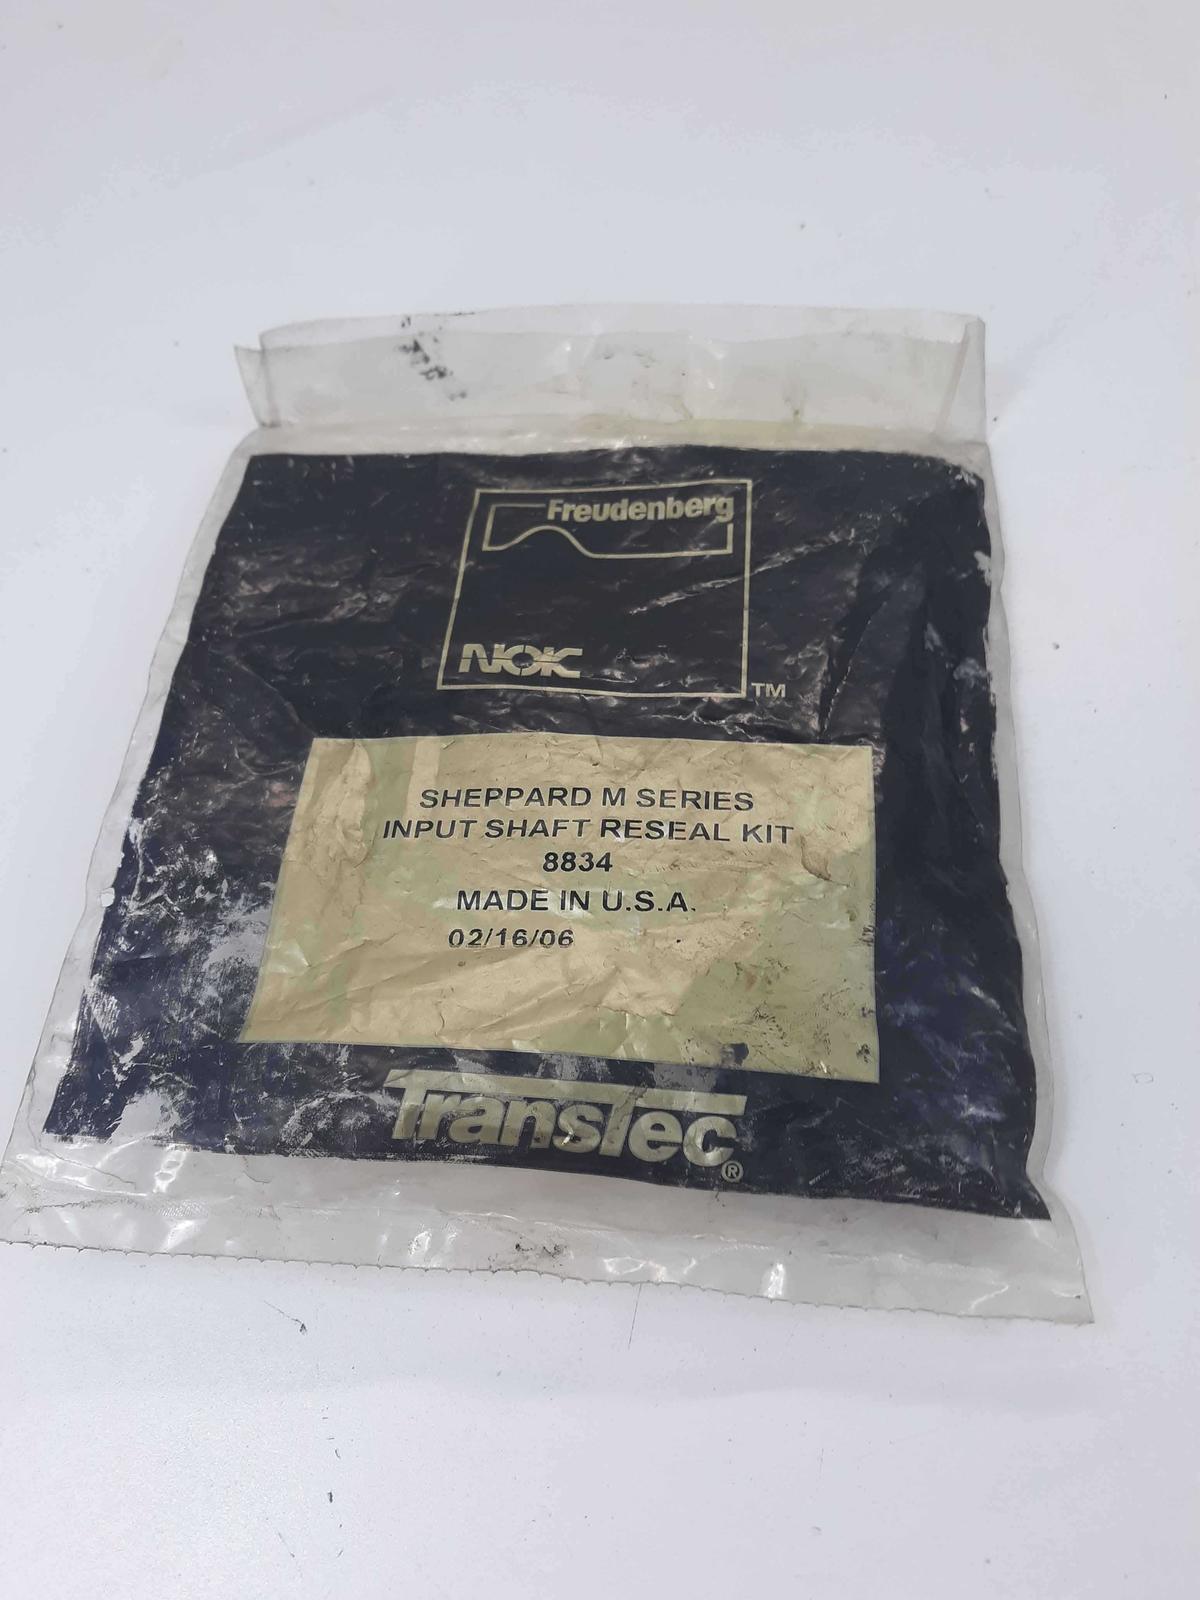 Freudenberg
NOK
TM
SHEPPARD M SERIES
INPUT SHAFT RESEAL KIT
8834
MADE IN U.S.A.
02/16/06
TransTec®